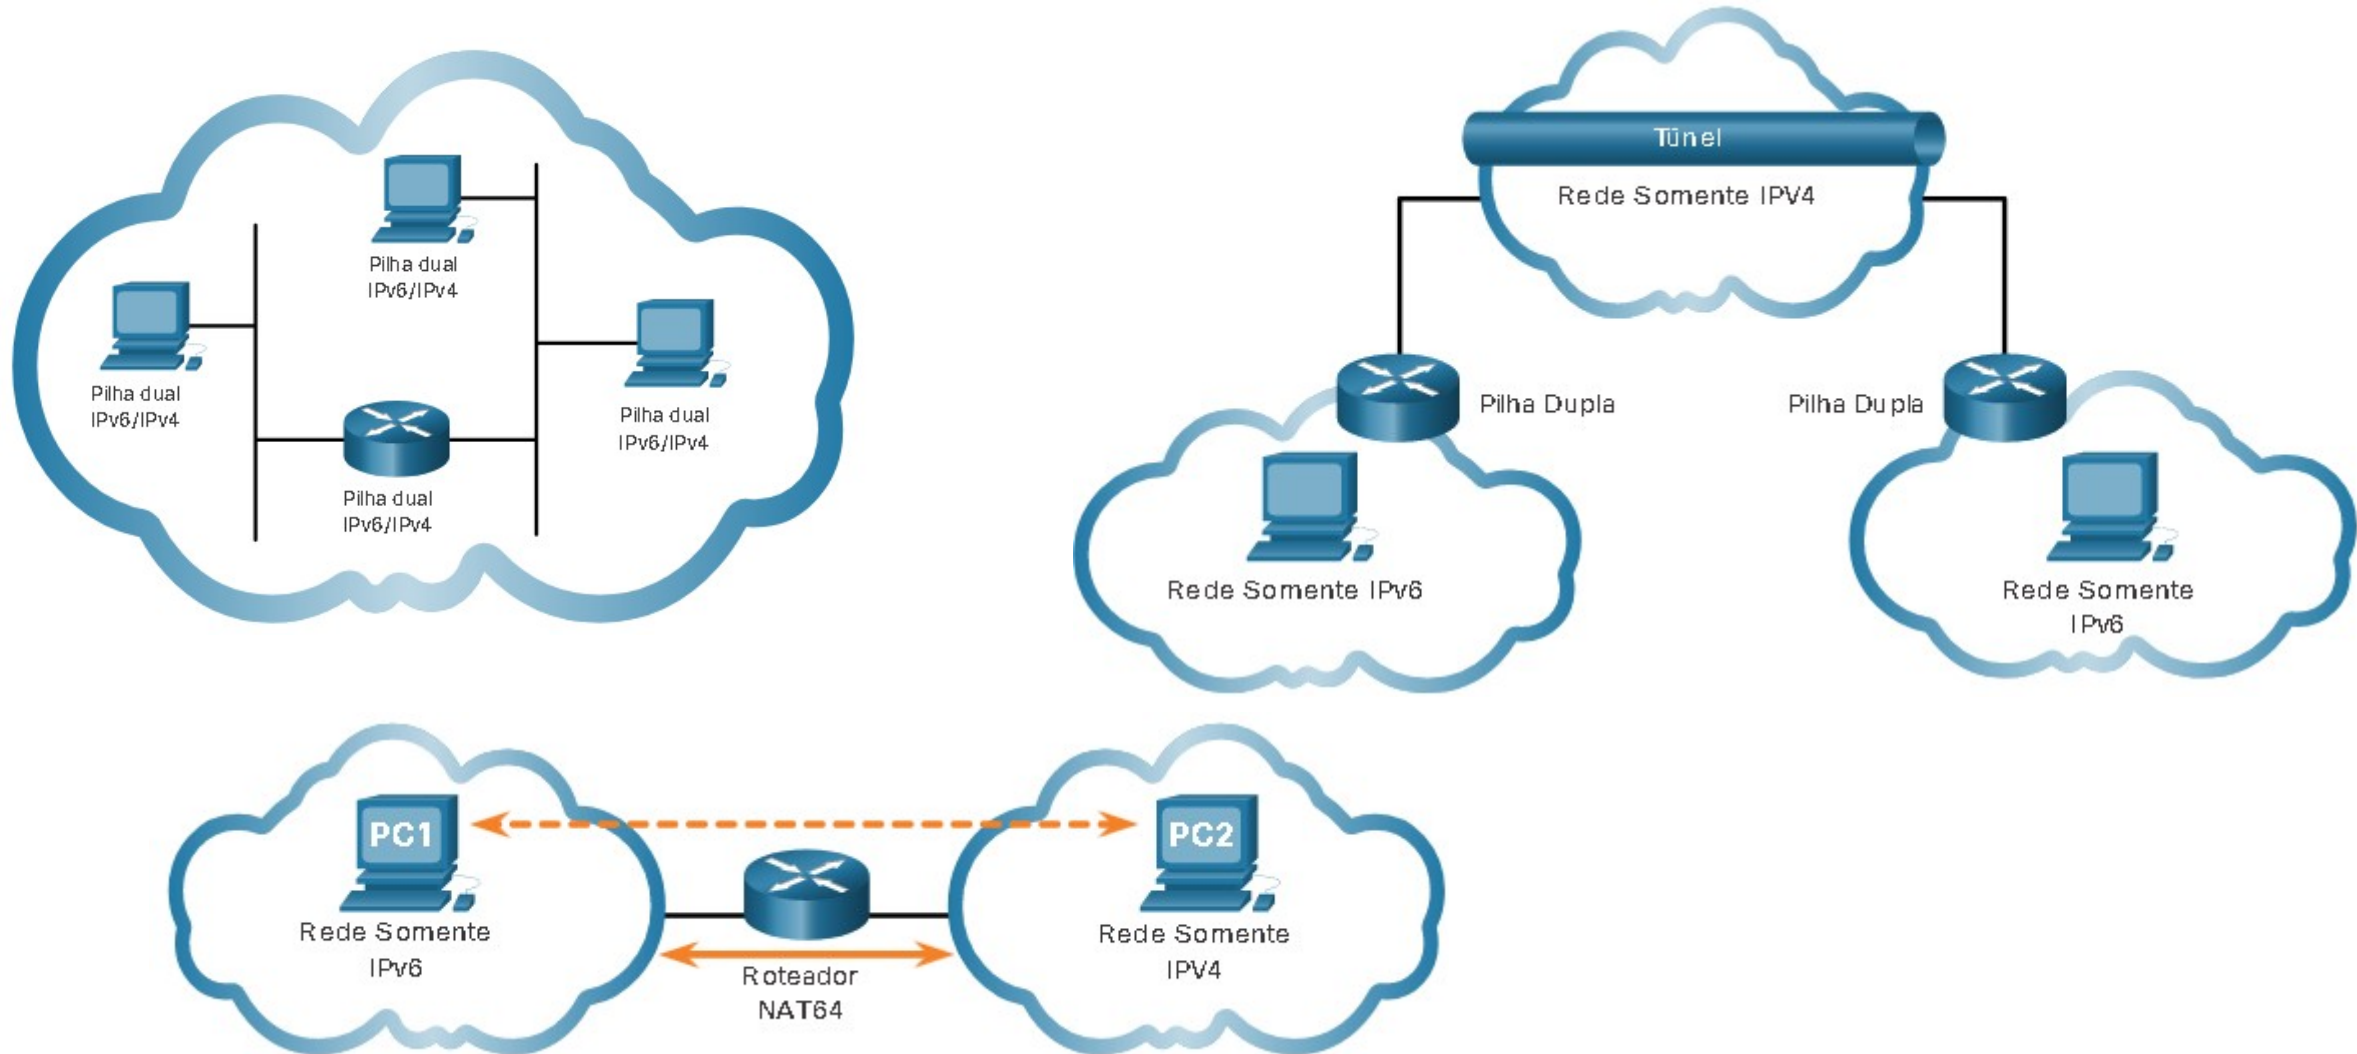 Pilha dual
IPv6/IPv4
Pilha dual
IPv6/IPv4
Pilha dual
IPv6/IPv4
Pilha dual
IPv6/IPv4
Túnel
Rede Somente IPV4
Pilha Dupla
Pilha Dupla
Rede Somente IPv6
Rede Somente
IPv6
PC1
Rede Somente
IPv6
Roteador
NAT64
PC2
Rede Somente
IPV4